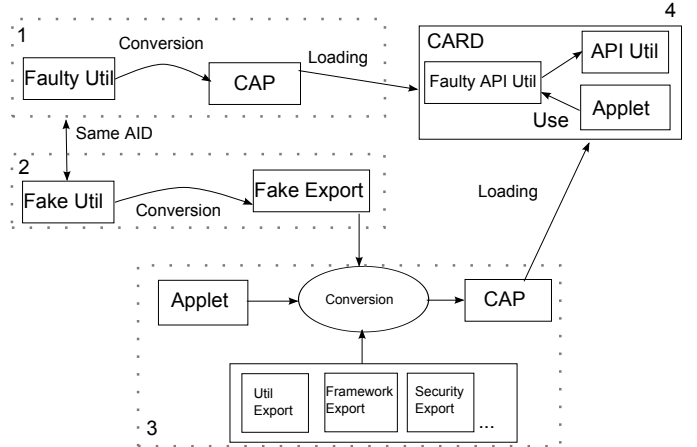 1
Conversion
Faulty Util
CAP
Loading
4
CARD
API Util
Faulty API Util
Applet
Use
Same AID
2
Fake Util
Conversion
Fake Export
Loading
Applet
Conversion
CAP
Util
Export
Framework
Export
Security
Export
...
3